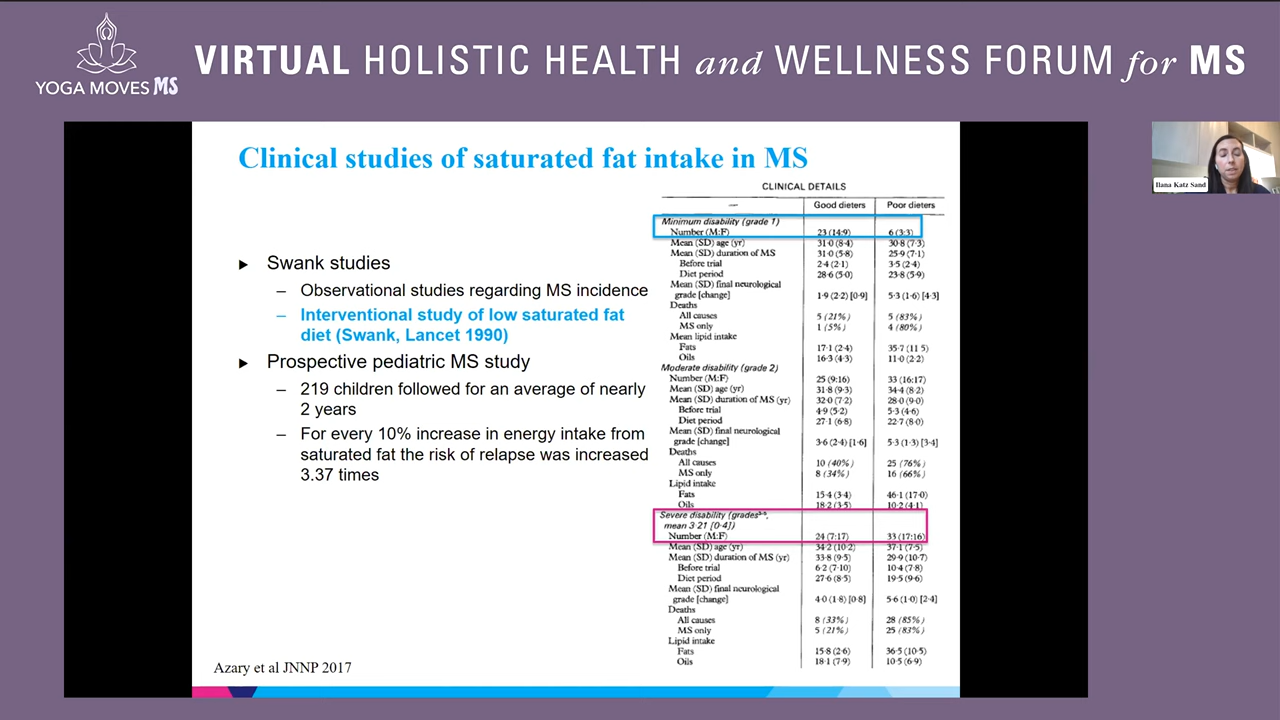 YOGA MOVES MS
VIRTUAL HOLISTIC HEALTH and WELLNESS FORUM for MS
Ilana Katz Sand
Clinical studies of saturated fat intake in MS
▶ Swank studies
– Observational studies regarding MS incidence
– Interventional study of low saturated fat
diet (Swank, Lancet 1990)
▶ Prospective pediatric MS study
– 219 children followed for an average of nearly
2 years
– For every 10% increase in energy intake from
saturated fat the risk of relapse was increased
3.37 times
Azary et al JNNP 2017
CLINICAL DETAILS
— Good dieters Poor dieters
Minimum disability (grade 1)
Number (M:F) 23 (14:9) 6 (3:3)
Mean (SD) age (yr) 31·0 (8·4) 30·8 (7·3)
Mean (SD) duration of MS 31·0 (5·8) 25·9 (7·1)
Before trial 2·4 (2·1) 3·5 (2·4)
Diet period 28·6 (5·0) 23·8 (5·9)
Mean (SD) final neurological
grade [change] 1·9 (2·2) [0·9] 5·3 (1·6) [4·3]
Deaths
All causes 5 (21%) 5 (83%)
MS only 1 (5%) 4 (80%)
Mean lipid intake
Fats 17·1 (2·4) 35·7 (11 5)
Oils 16·3 (4·3) 11·0 (2·2)
Moderate disability (grade 2)
Number (M:F) 25 (9:16) 33 (16:17)
Mean (SD) age (yr) 31·8 (9·3) 34·4 (8·2)
Mean (SD) duration of MS (yr) 32·0 (7·2) 28·0 (9·0)
Before trial 4·9 (5·2) 5·3 (4·6)
Diet period 27·1 (6·8) 22·7 (8·0)
Mean (SD) final neurological
grade [change] 3·6 (2·4) [1·6] 5·3 (1·3) [3·4]
Deaths
All causes 10 (40%) 25 (76%)
MS only 8 (34%) 16 (66%)
Lipid intake
Fats 15·4 (3·4) 46·1 (17·0)
Oils 18·2 (3·5) 10·2 (4·1)
Severe disability (grades
mean 3·21 [0·4])
Number (M:F) 24 (7:17) 33 (17:16)
Mean (SD) age (yr) 34·2 (10·2) 37·1 (7·5)
Mean (SD) duration of MS (yr) 33·8 (9·5) 29·9 (10·7)
Before trial 6·2 (7·10) 10·4 (7·8)
Diet period 27·6 (8·5) 19·5 (9·6)
Mean (SD) final neurological
grade [change] 4·0 (1·8) [0·8] 5·6 (1·0) [2·4]
Deaths
All causes 8 (33%) 28 (85%)
MS only 5 (21%) 25 (83%)
Lipid intake
Fats 15·8 (2·6) 36·5 (10·5)
Oils 18·1 (7·9) 10·5 (6·9)